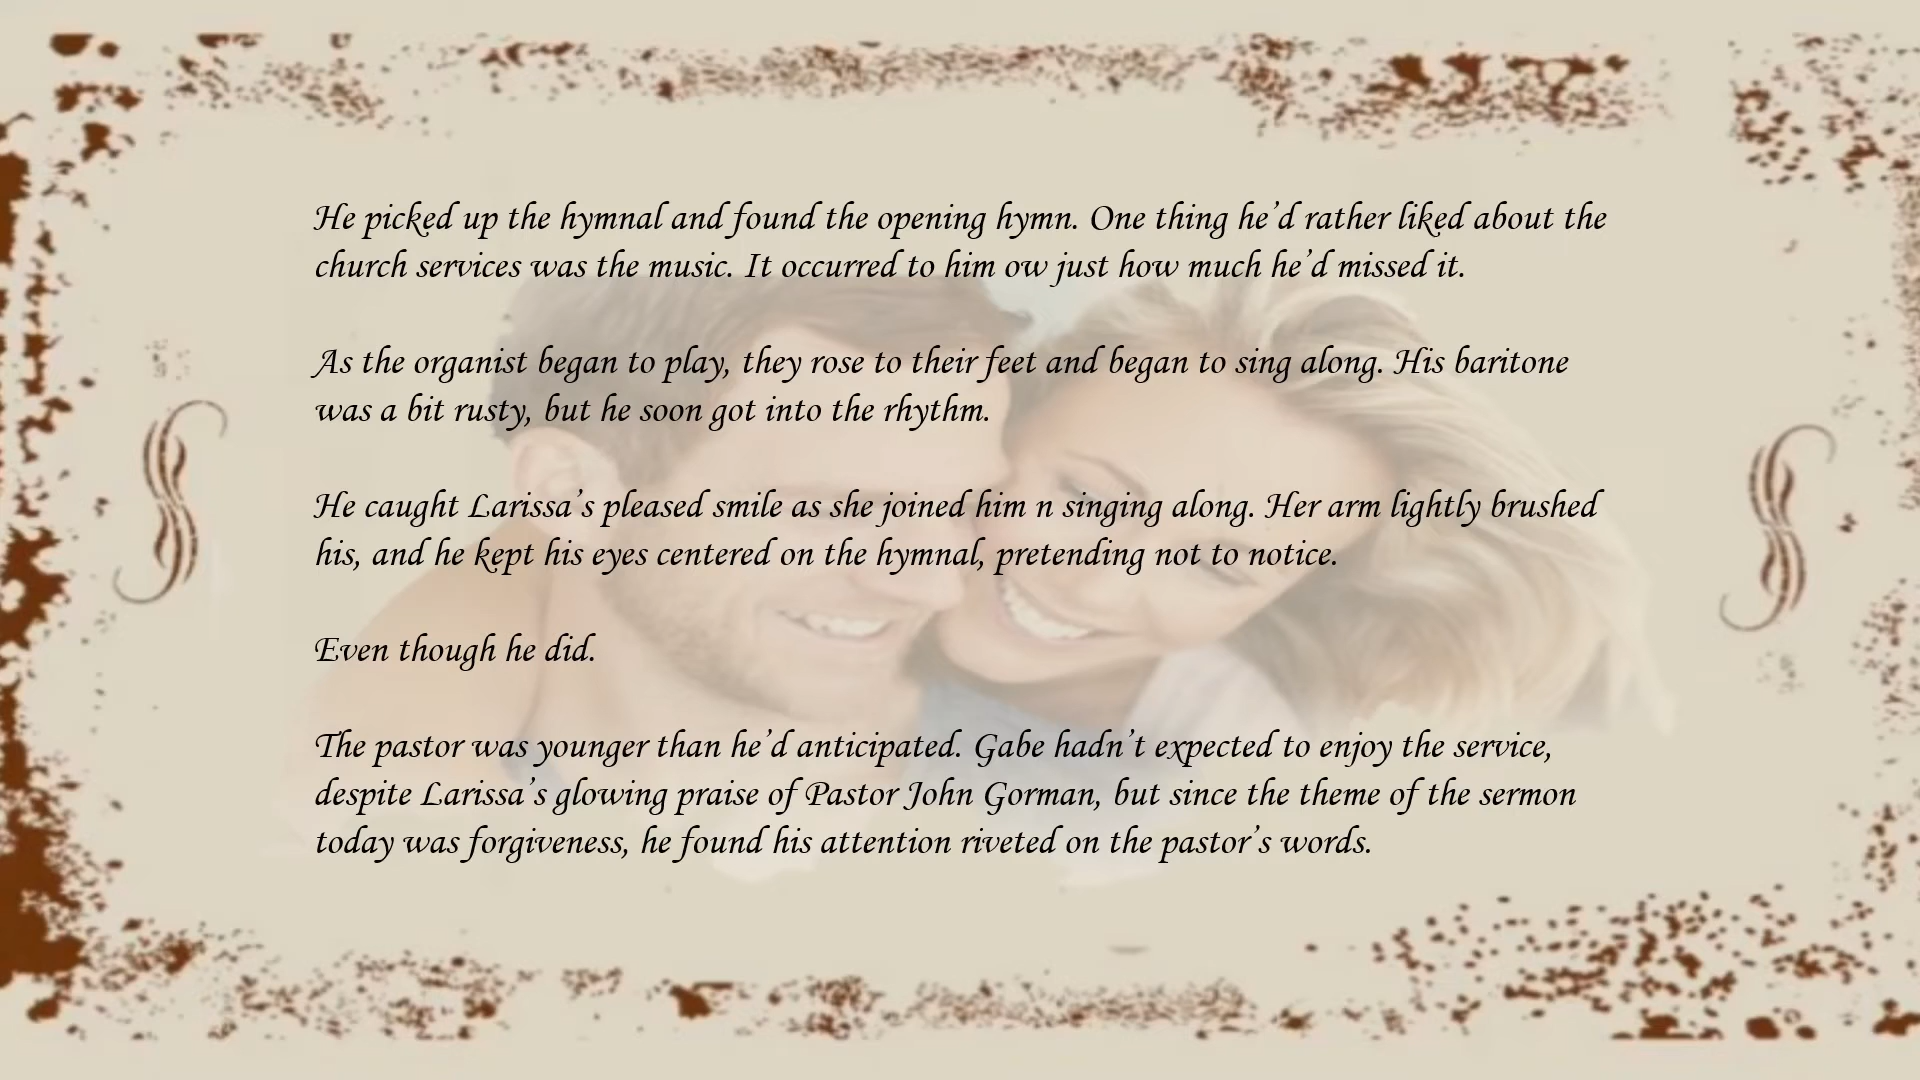 He picked up the hymnal and found the opening hymn. One thing he’d rather liked about the
church services was the music. It occurred to him ow just how much he’d missed it.
As the organist began to play, they rose to their feet and began to sing along. His baritone
was a bit rusty, but he soon got into the rhythm.
He caught Larissa’s pleased smile as she joined him n singing along. Her arm lightly brushed
his, and he kept his eyes centered on the hymnal, pretending not to notice.
Even though he did.
The pastor was younger than he’d anticipated. Gabe hadn’t expected to enjoy the service,
despite Larissa’s glowing praise of Pastor John Gorman, but since the theme of the sermon
today was forgiveness, he found his attention riveted on the pastor’s words.